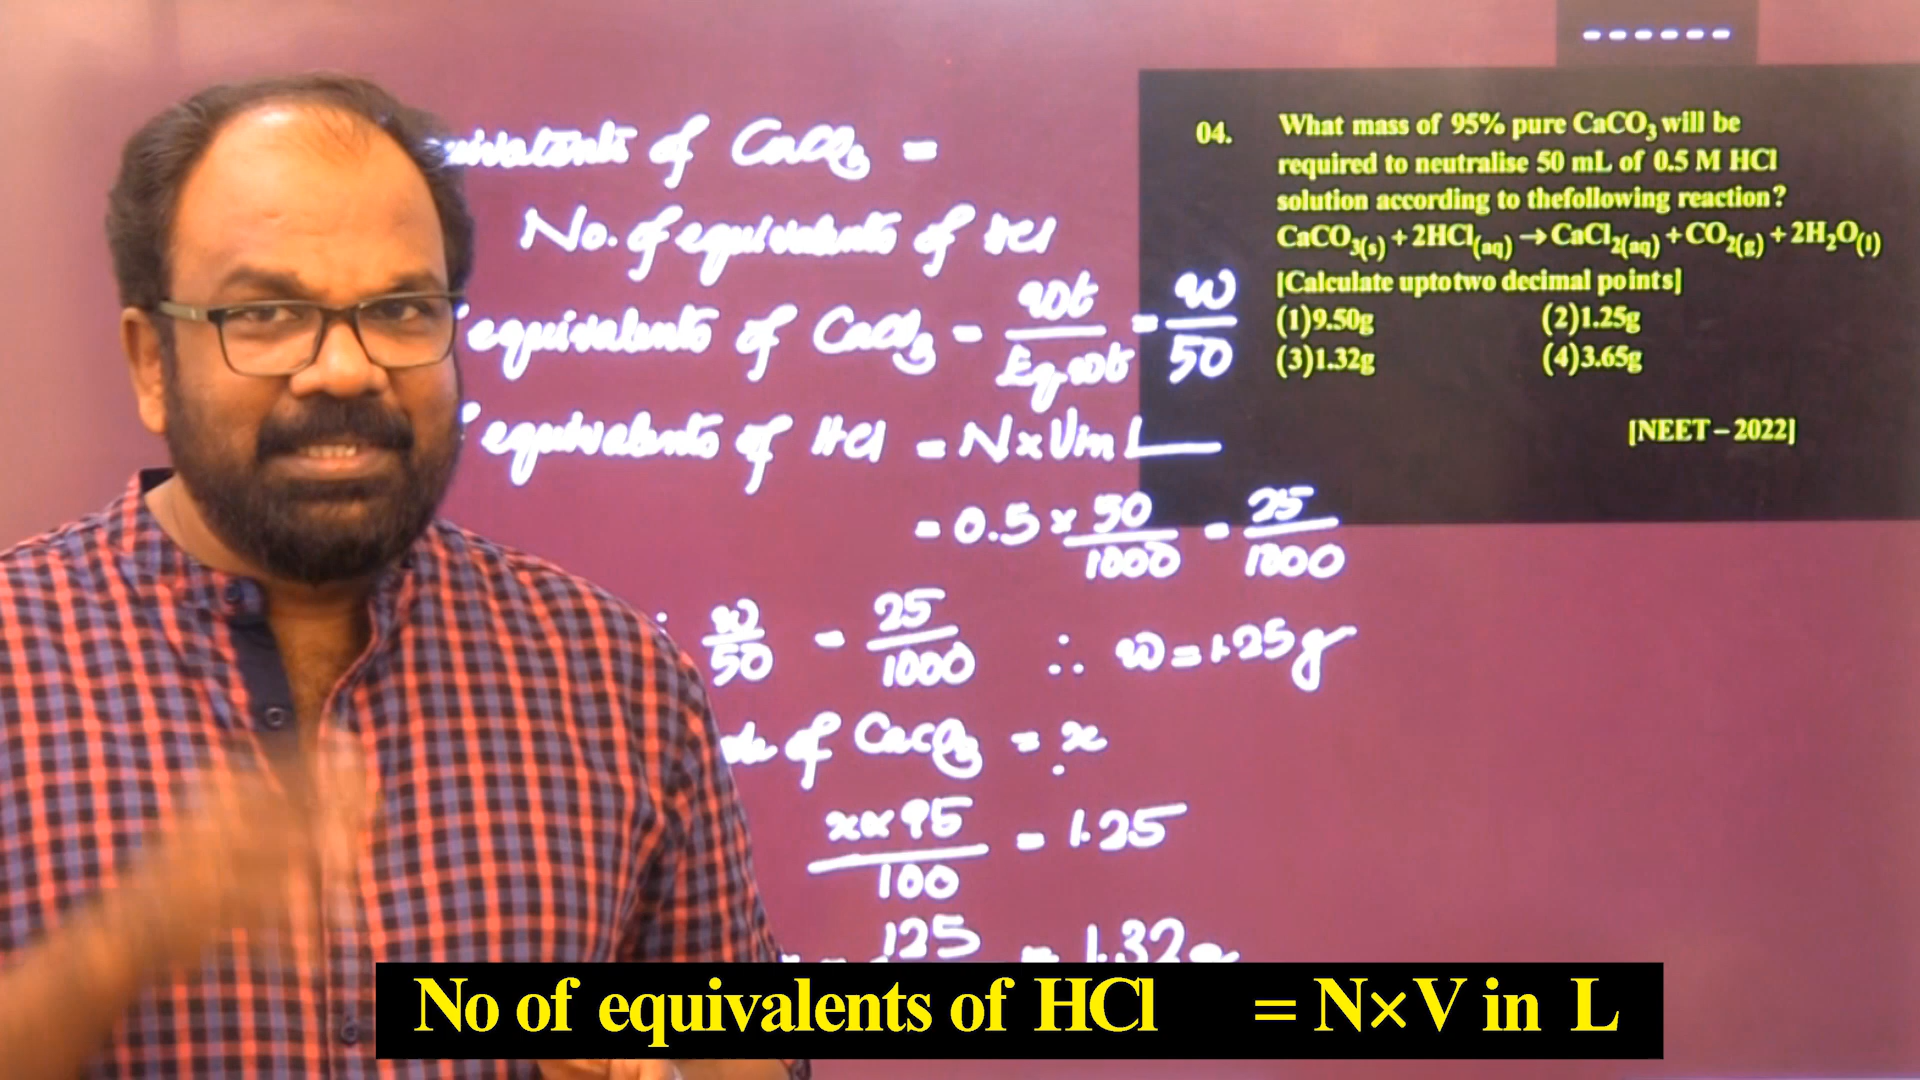 ------
04. What mass of 95% pure CaCO₃ will be
required to neutralise 50 mL of 0.5 M HCl
solution according to thefollowing reaction?
CaCO₃(s) + 2HCl(aq) → CaCl₂(aq) + CO₂(g) + 2H₂O(l)
[Calculate uptotwo decimal points]
(1)9.50g (2)1.25g
(3)1.32g (4)3.65g
[NEET – 2022]
of CaCO₃ =
No. of equivalents of HCl
equivalents of CaCO₃ = Wt/Eq.wt = w/50
equivalents of HCl = N × V in L
= 0.5 × 50/1000 = 25/1000
w/50 = 25/1000 ∴ w = 1.25g
of CaCO₃ = x
x × 95/100 = 1.25
125 = 1.32
No of equivalents of HCl = N×V in L